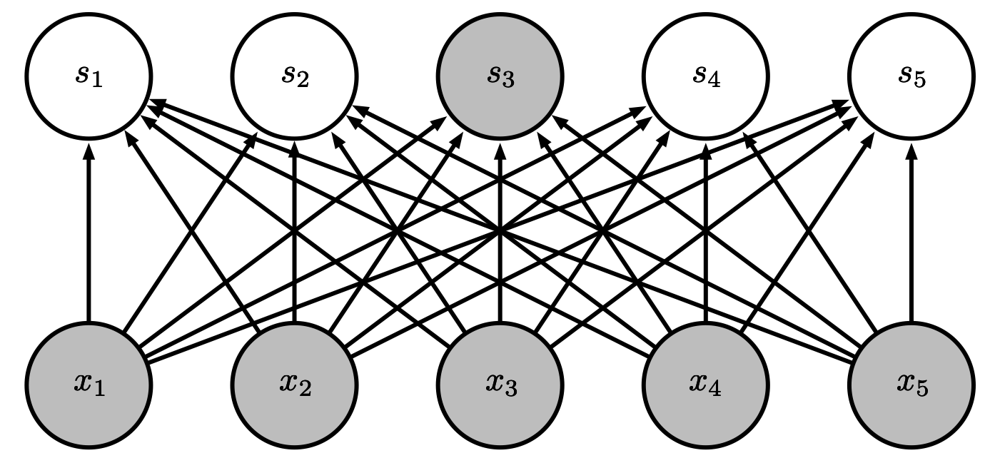 s₁ s₂ s₃ s₄ s₅
x₁ x₂ x₃ x₄ x₅